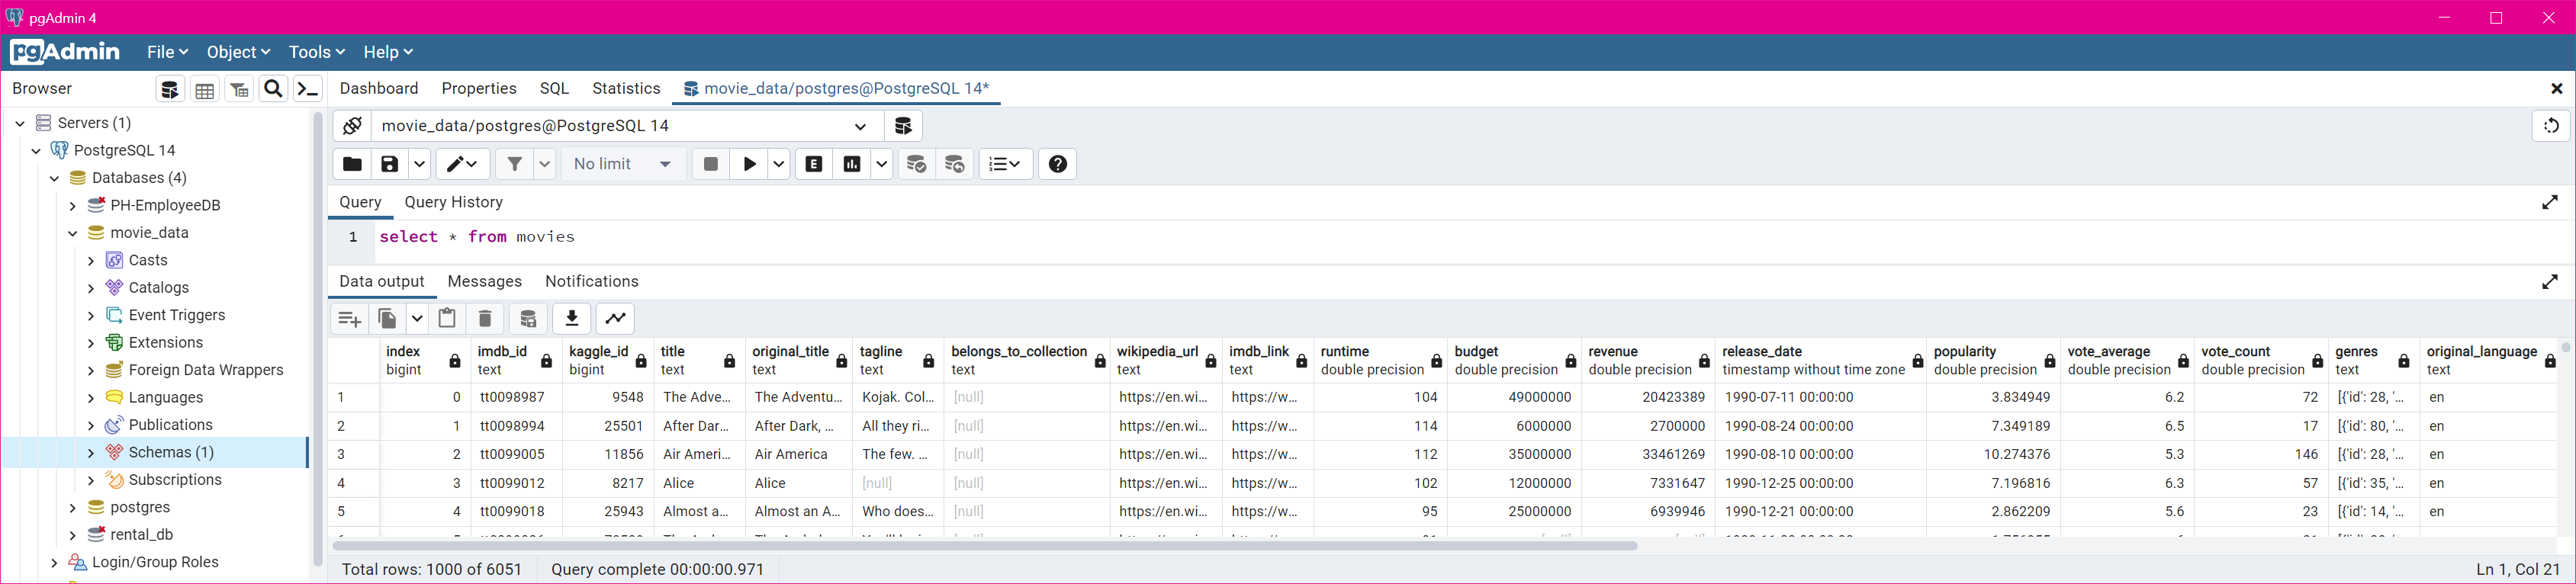 pgAdmin 4
pgAdmin File Object Tools Help
Browser Dashboard Properties SQL Statistics movie_data/postgres@PostgreSQL 14*
Servers (1)
PostgreSQL 14
Databases (4)
PH-EmployeeDB
movie_data
Casts
Catalogs
Event Triggers
Extensions
Foreign Data Wrappers
Languages
Publications
Schemas (1)
Subscriptions
postgres
rental_db
Login/Group Roles
movie_data/postgres@PostgreSQL 14
No limit
Query Query History
1 select * from movies
Data output Messages Notifications
index imdb_id kaggle_id title original_title tagline belongs_to_collection wikipedia_url imdb_link runtime budget revenue release_date popularity vote_average vote_count genres original_language
bigint text bigint text text text text text text double precision double precision double precision timestamp without time zone double precision double precision double precision text text
1 0 tt0098987 9548 The Adve... The Adventu... Kojak. Col... [null] https://en.wi... https://w... 104 49000000 20423389 1990-07-11 00:00:00 3.834949 6.2 72 [{'id': 28, '... en
2 1 tt0098994 25501 After Dar... After Dark, ... All they ri... [null] https://en.wi... https://w... 114 6000000 2700000 1990-08-24 00:00:00 7.349189 6.5 17 [{'id': 80, '... en
3 2 tt0099005 11856 Air Ameri... Air America The few. ... [null] https://en.wi... https://w... 112 35000000 33461269 1990-08-10 00:00:00 10.274376 5.3 146 [{'id': 28, '... en
4 3 tt0099012 8217 Alice Alice [null] [null] https://en.wi... https://w... 102 12000000 7331647 1990-12-25 00:00:00 7.196816 6.3 57 [{'id': 35, '... en
5 4 tt0099018 25943 Almost a... Almost an A... Who does... [null] https://en.wi... https://w... 95 25000000 6939946 1990-12-21 00:00:00 2.862209 5.6 23 [{'id': 14, '... en
Total rows: 1000 of 6051 Query complete 00:00:00.971 Ln 1, Col 21